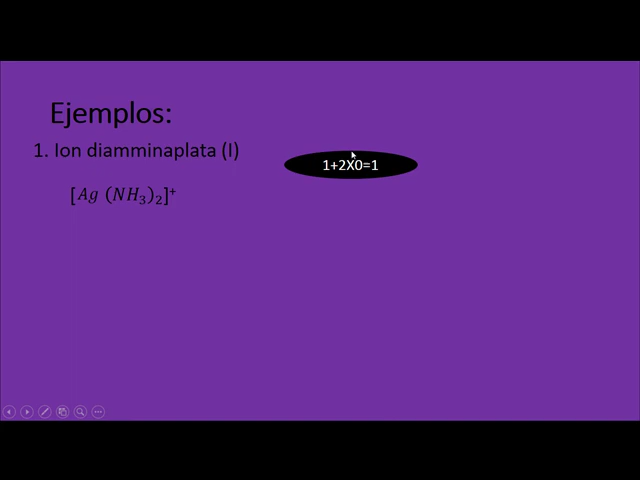 Ejemplos:
1. Ion diamminaplata (I)
1+2X0=1
[Ag (NH₃)₂]⁺